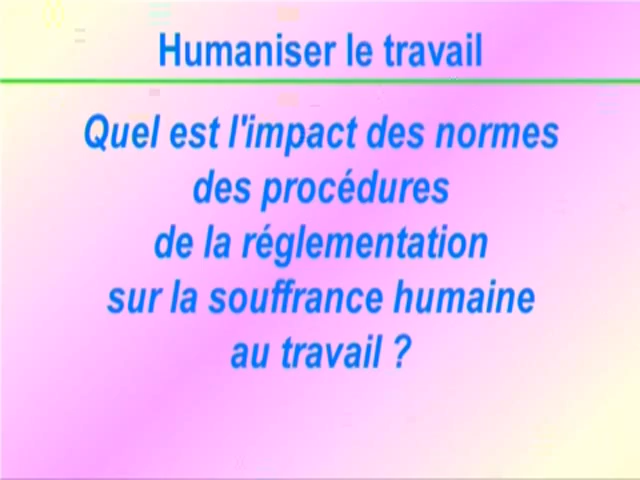 Humaniser le travail
Quel est l'impact des normes
des procédures
de la réglementation
sur la souffrance humaine
au travail ?